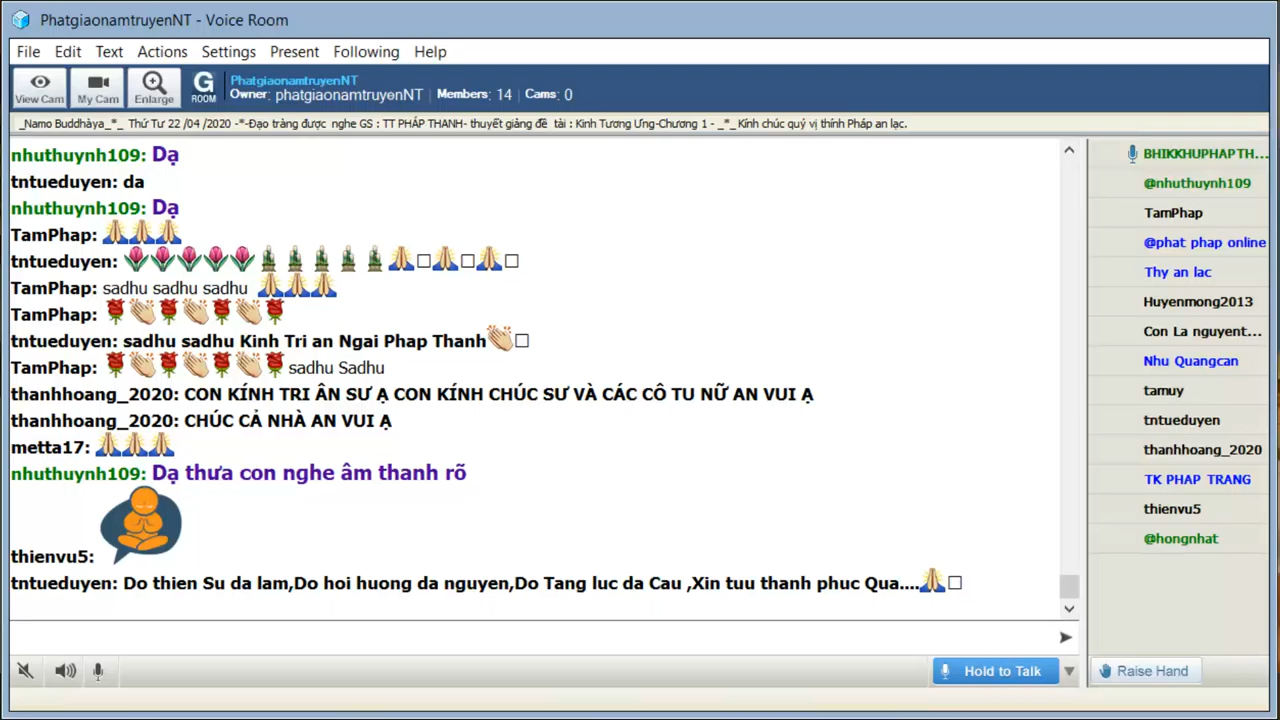 PhatgiaonamtruyenNT - Voice Room
File Edit Text Actions Settings Present Following Help
View Cam My Cam Enlarge G ROOM
PhatgiaonamtruyenNT
Owner: phatgiaonamtruyenNT Members: 14 Cams: 0
_Namo Buddhàya_*_ Thứ Tư 22 /04 /2020 -*-Đạo tràng được nghe GS : TT PHÁP THANH- thuyết giảng đề tài : Kinh Tương Ưng-Chương 1 - _*_ Kính chúc quý vị thính Pháp an lạc.
nhuthuynh109: Dạ
tntueduyen: da
nhuthuynh109: Dạ
TamPhap: 🙏🙏🙏
tntueduyen: 🌷🌷🌷🌷🌷🎍🎍🎍🎍🎍🙏□🙏□🙏□
TamPhap: sadhu sadhu sadhu 🙏🙏🙏
TamPhap: 🌹👏🌹👏🌹👏🌹
tntueduyen: sadhu sadhu Kinh Tri an Ngai Phap Thanh👏□
TamPhap: 🌹👏🌹👏🌹👏🌹sadhu Sadhu
thanhhoang_2020: CON KÍNH TRI ÂN SƯ Ạ CON KÍNH CHÚC SƯ VÀ CÁC CÔ TU NỮ AN VUI Ạ
thanhhoang_2020: CHÚC CẢ NHÀ AN VUI Ạ
metta17: 🙏🙏🙏
nhuthuynh109: Dạ thưa con nghe âm thanh rõ
thienvu5:
tntueduyen: Do thien Su da lam,Do hoi huong da nguyen,Do Tang luc da Cau ,Xin tuu thanh phuc Qua....🙏□
BHIKKHUPHAPTH...
@nhuthuynh109
TamPhap
@phat phap online
Thy an lac
Huyenmong2013
Con La nguyent...
Nhu Quangcan
tamuy
tntueduyen
thanhhoang_2020
TK PHAP TRANG
thienvu5
@hongnhat
Hold to Talk Raise Hand